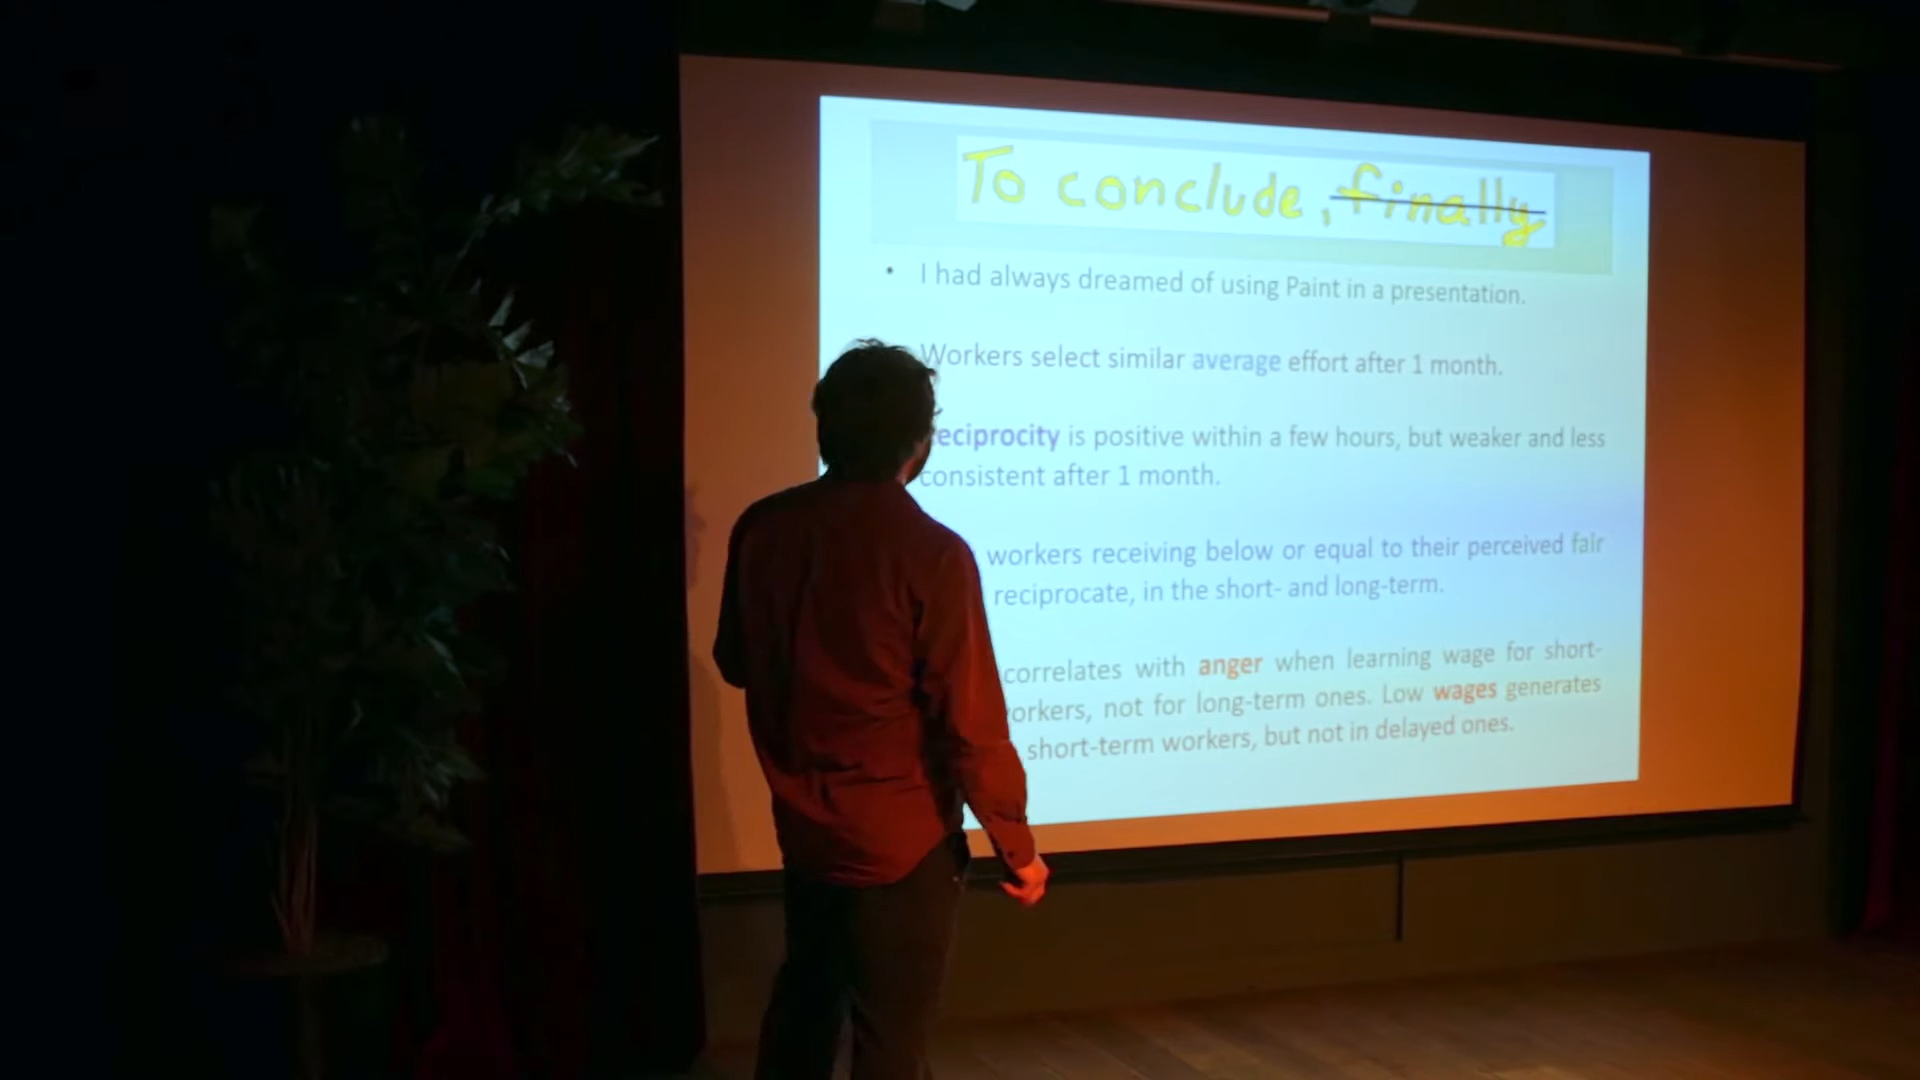 To conclude, finally.
• I had always dreamed of using Paint in a presentation.
Workers select similar average effort after 1 month.
eciprocity is positive within a few hours, but weaker and less
consistent after 1 month.
workers receiving below or equal to their perceived fair
reciprocate, in the short- and long-term.
correlates with anger when learning wage for short-
orkers, not for long-term ones. Low wages generates
short-term workers, but not in delayed ones.